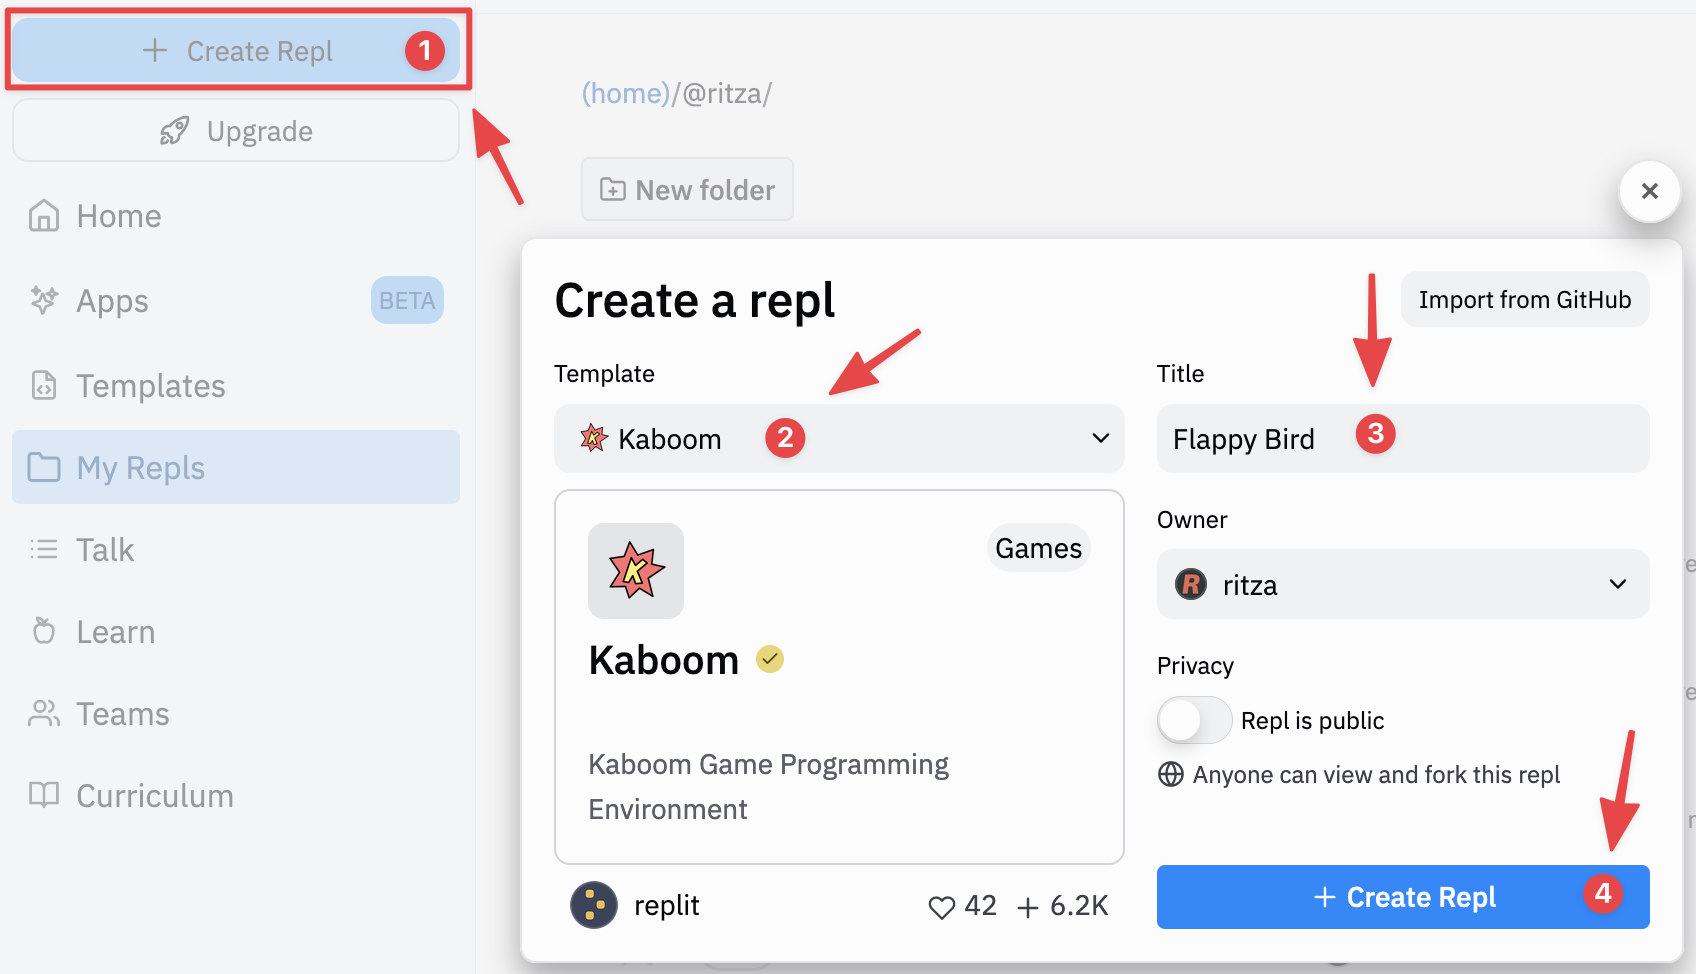 Create Repl
1
Upgrade
Home
Apps
BETA
Templates
My Repls
Talk
Learn
Teams
Curriculum
(home)/@ritza/
New folder
Create a repl
Import from GitHub
Template
Kaboom
2
K
Games
Kaboom
Kaboom Game Programming
Environment
replit
42
+ 6.2K
Title
Flappy Bird
3
Owner
R
ritza
Privacy
Repl is public
Anyone can view and fork this repl
+ Create Repl
4